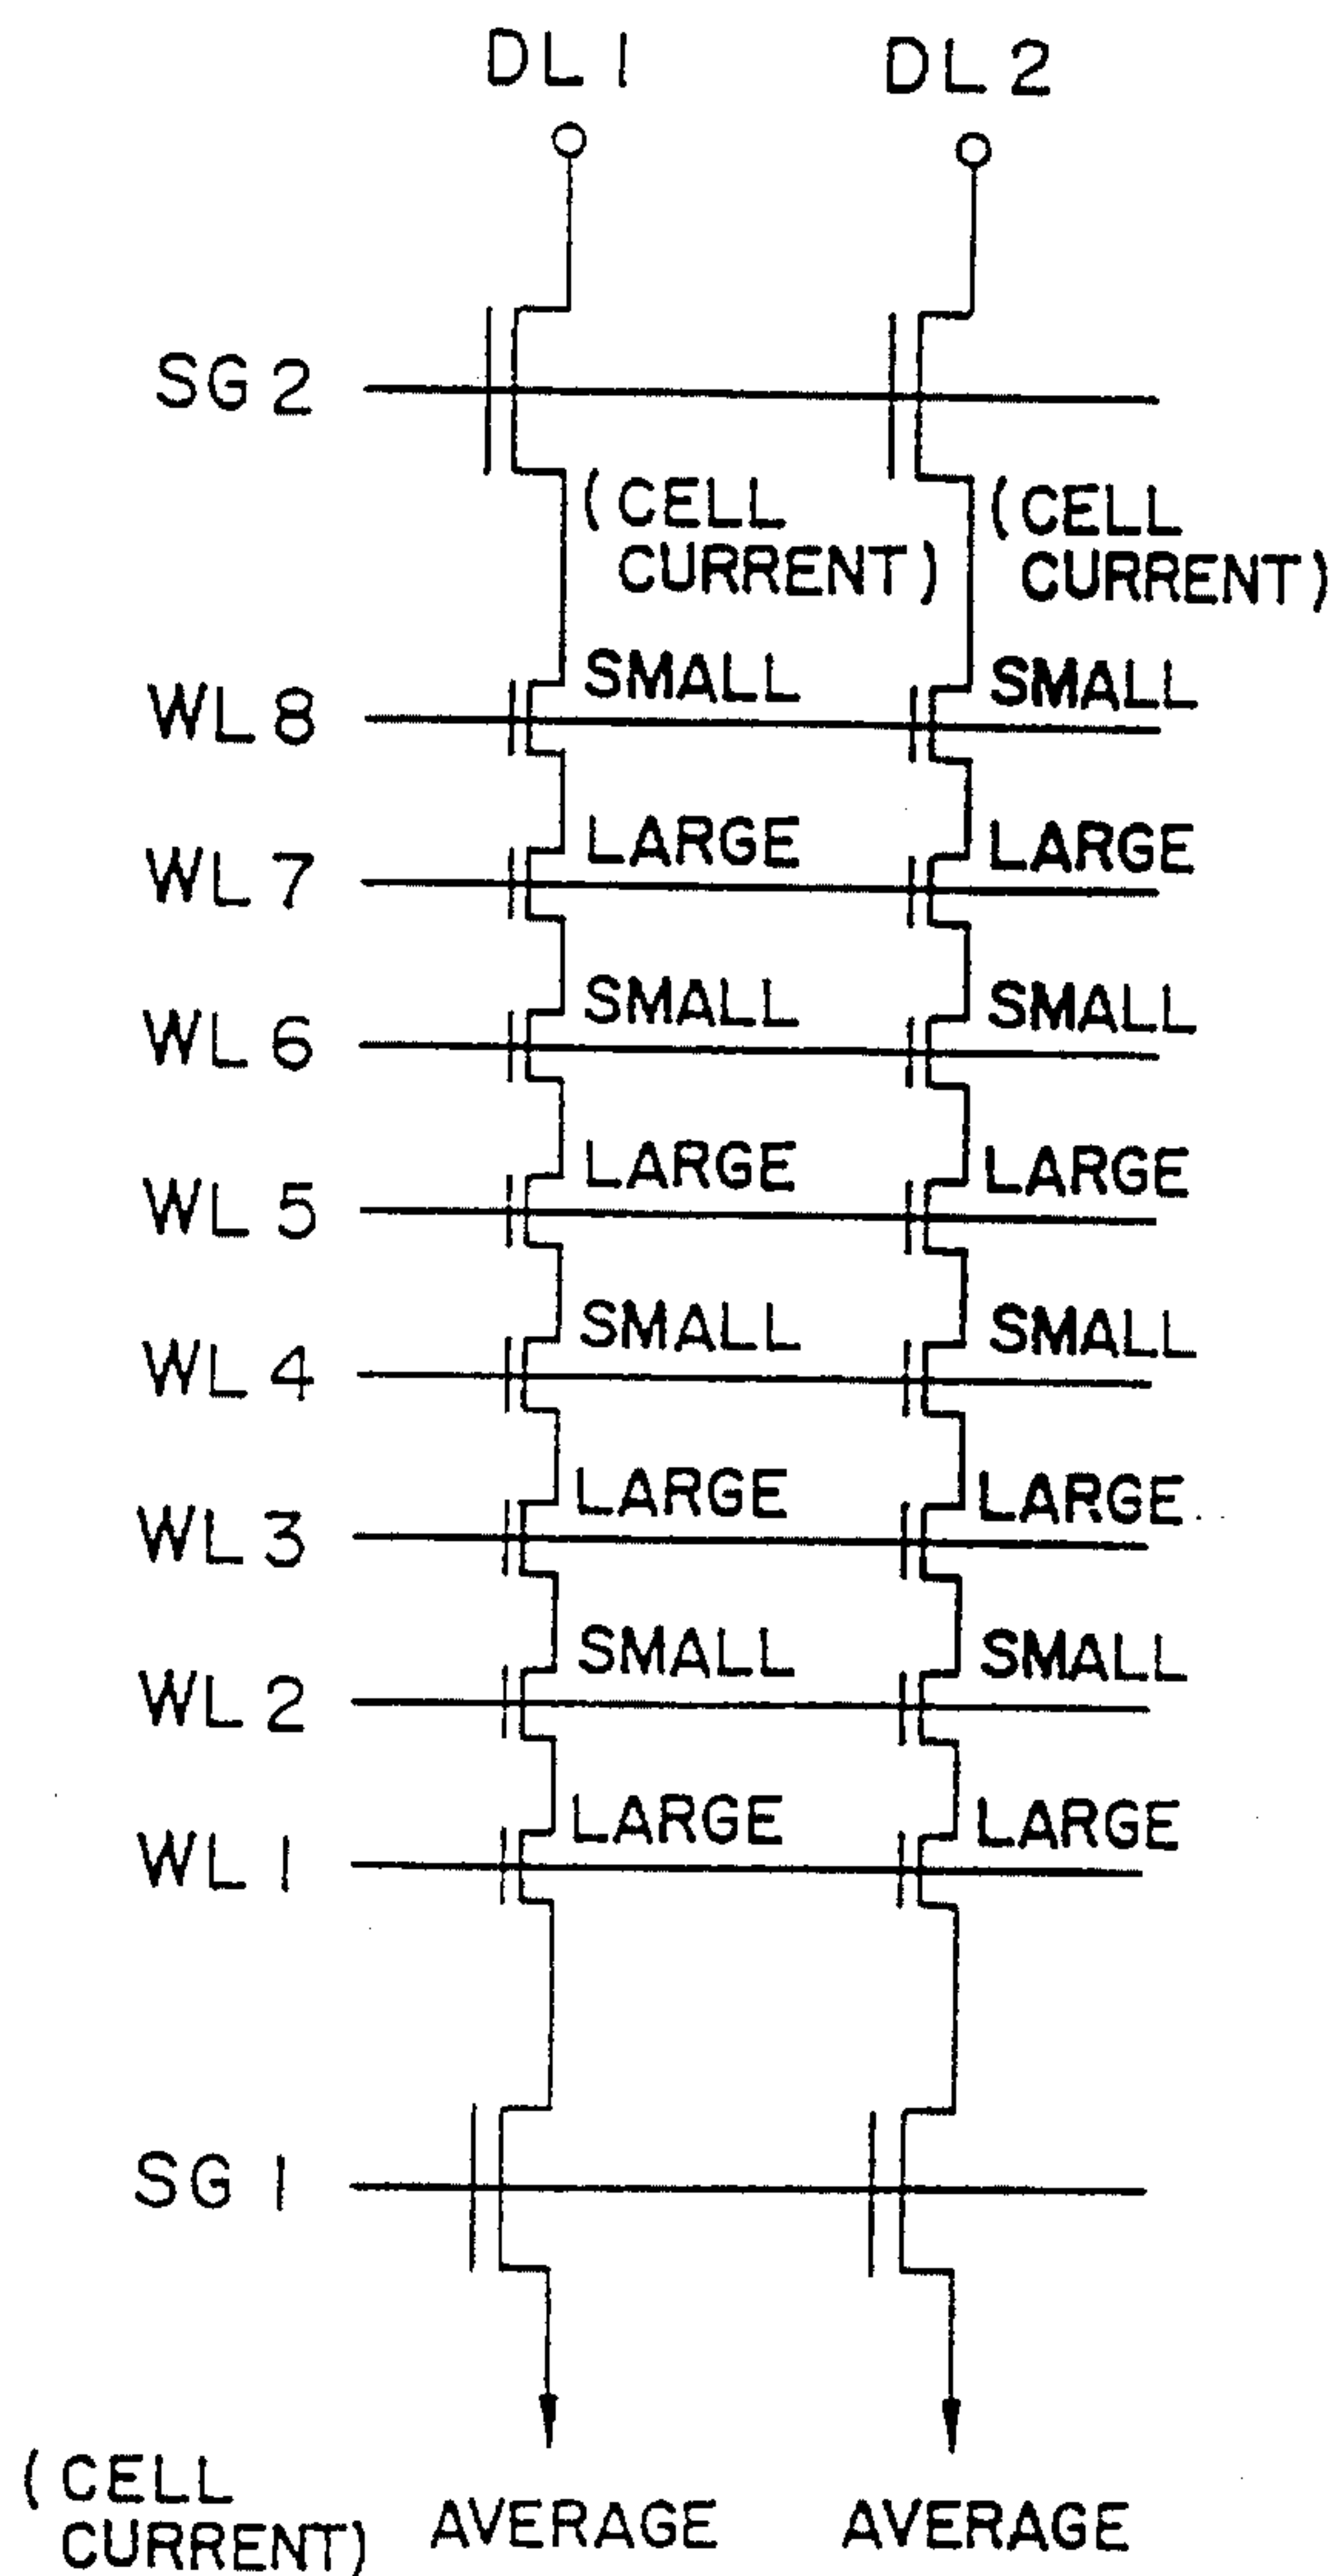 DL1 DL2
SG2
(CELL CURRENT) (CELL CURRENT)
WL8 SMALL SMALL
WL7 LARGE LARGE
WL6 SMALL SMALL
WL5 LARGE LARGE
WL4 SMALL SMALL
WL3 LARGE LARGE
WL2 SMALL SMALL
WL1 LARGE LARGE
SG1
(CELL CURRENT) AVERAGE AVERAGE